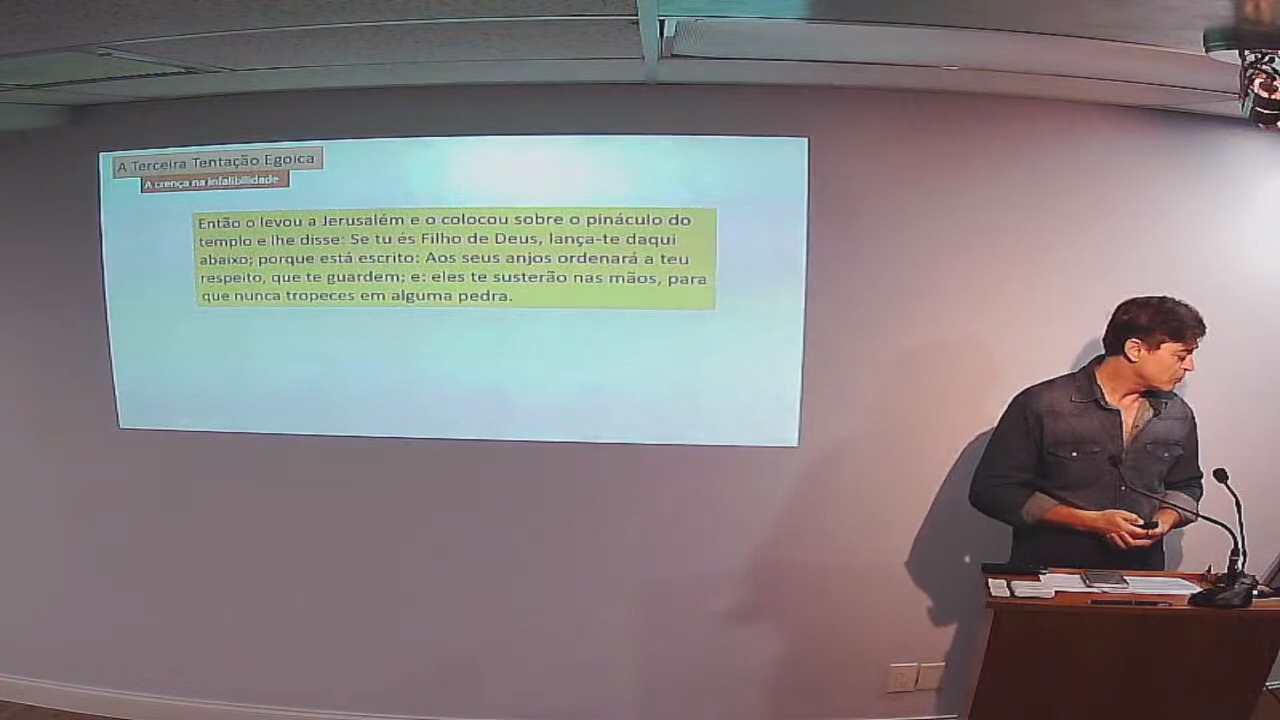 A Terceira Tentação Egoica
A crença na infalibilidade
Então o levou a Jerusalém e o colocou sobre o pináculo do
templo e lhe disse: Se tu és Filho de Deus, lança-te daqui
abaixo; porque está escrito: Aos seus anjos ordenará a teu
respeito, que te guardem; e: eles te susterão nas mãos, para
que nunca tropeces em alguma pedra.